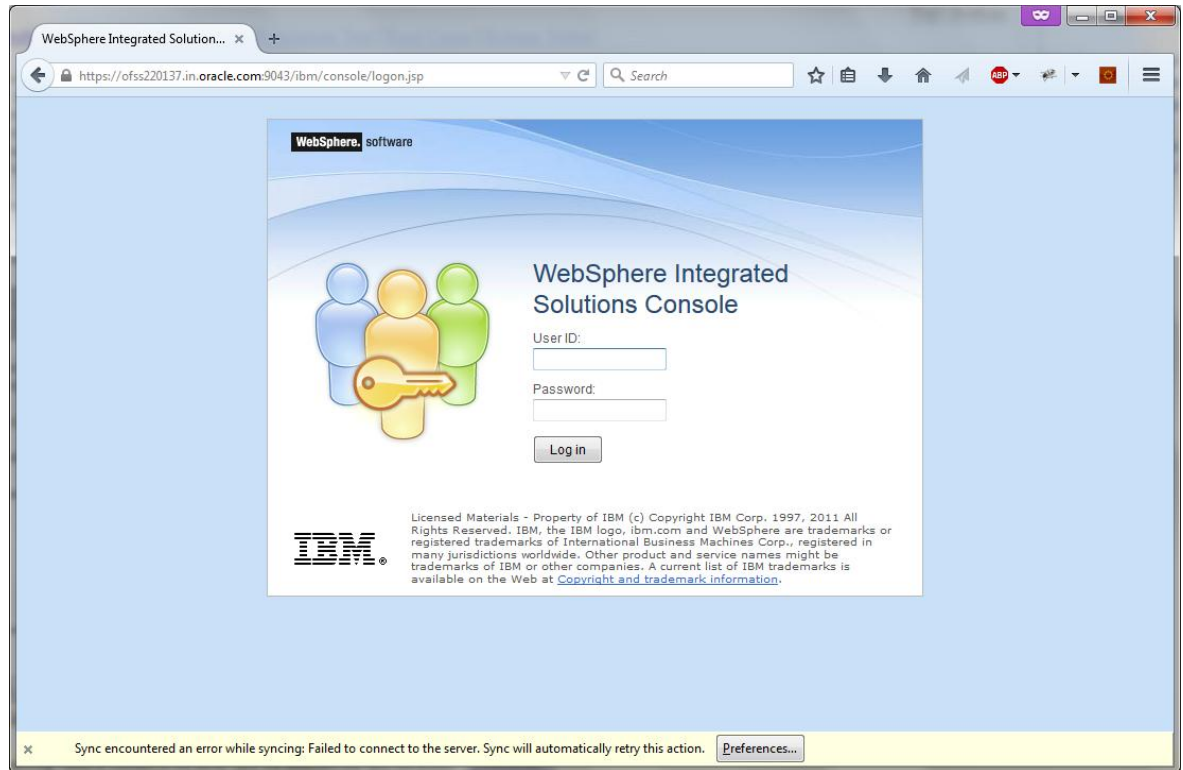 WebSphere Integrated Solution...
https://ofss220137.in.oracle.com:9043/ibm/console/logon.jsp
Search
ABP
WebSphere. software
WebSphere Integrated
Solutions Console
User ID:
Password:
Log in
IBM®
Licensed Materials - Property of IBM (c) Copyright IBM Corp. 1997, 2011 All
Rights Reserved. IBM, the IBM logo, ibm.com and WebSphere are trademarks or
registered trademarks of International Business Machines Corp., registered in
many jurisdictions worldwide. Other product and service names might be
trademarks of IBM or other companies. A current list of IBM trademarks is
available on the Web at Copyright and trademark information.
Sync encountered an error while syncing: Failed to connect to the server. Sync will automatically retry this action. Preferences...